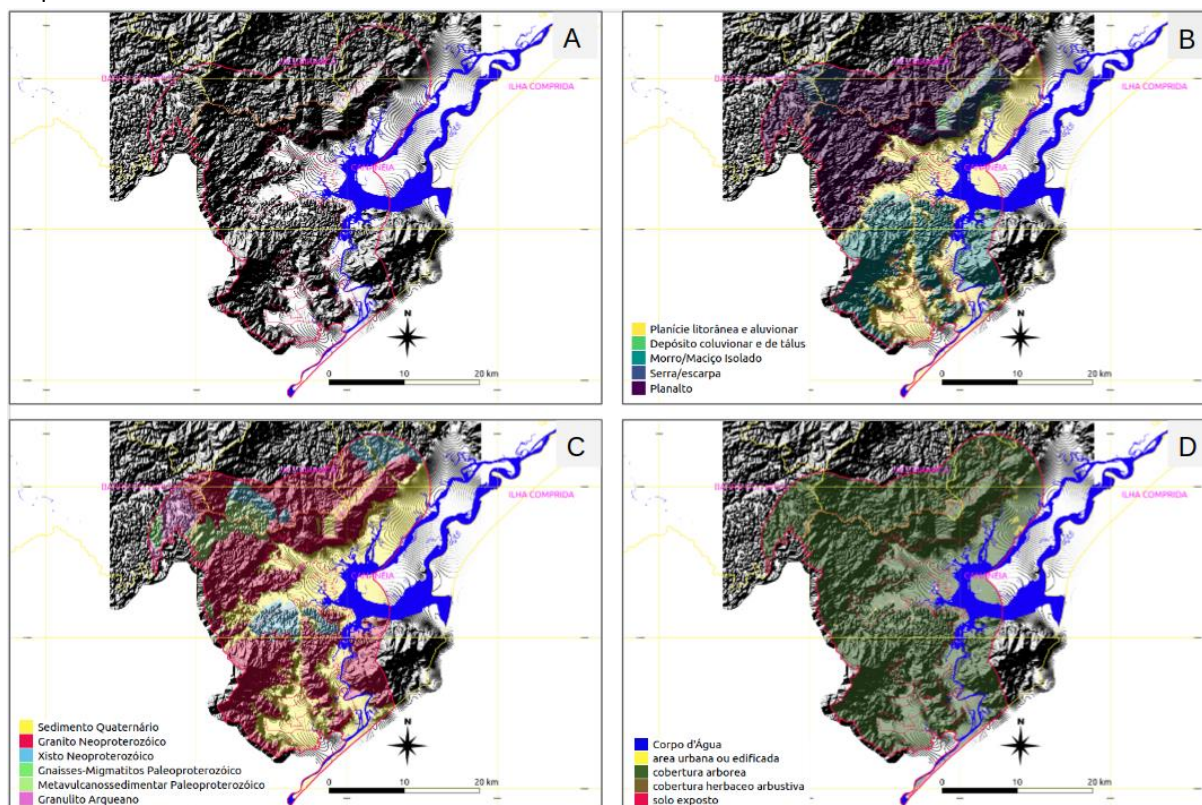 A
ILHA COMPRIDA
CANANÉIA
N
0 10 20 km
B
ILHA COMPRIDA
CANANÉIA
Planície litorânea e aluvionar
Depósito coluvionar e de tálus
Morro/Maciço Isolado
Serra/escarpa
Planalto
N
0 10 20 km
C
ILHA COMPRIDA
Sedimento Quaternário
Granito Neoproterozóico
Xisto Neoproterozóico
Gnaisses-Migmatitos Paleoproterozóico
Metavulcanossedimentar Paleoproterozóico
Granulito Arqueano
N
0 10 20 km
D
ILHA COMPRIDA
Corpo d'Água
area urbana ou edificada
cobertura arborea
cobertura herbaceo arbustiva
solo exposto
N
0 10 20 km